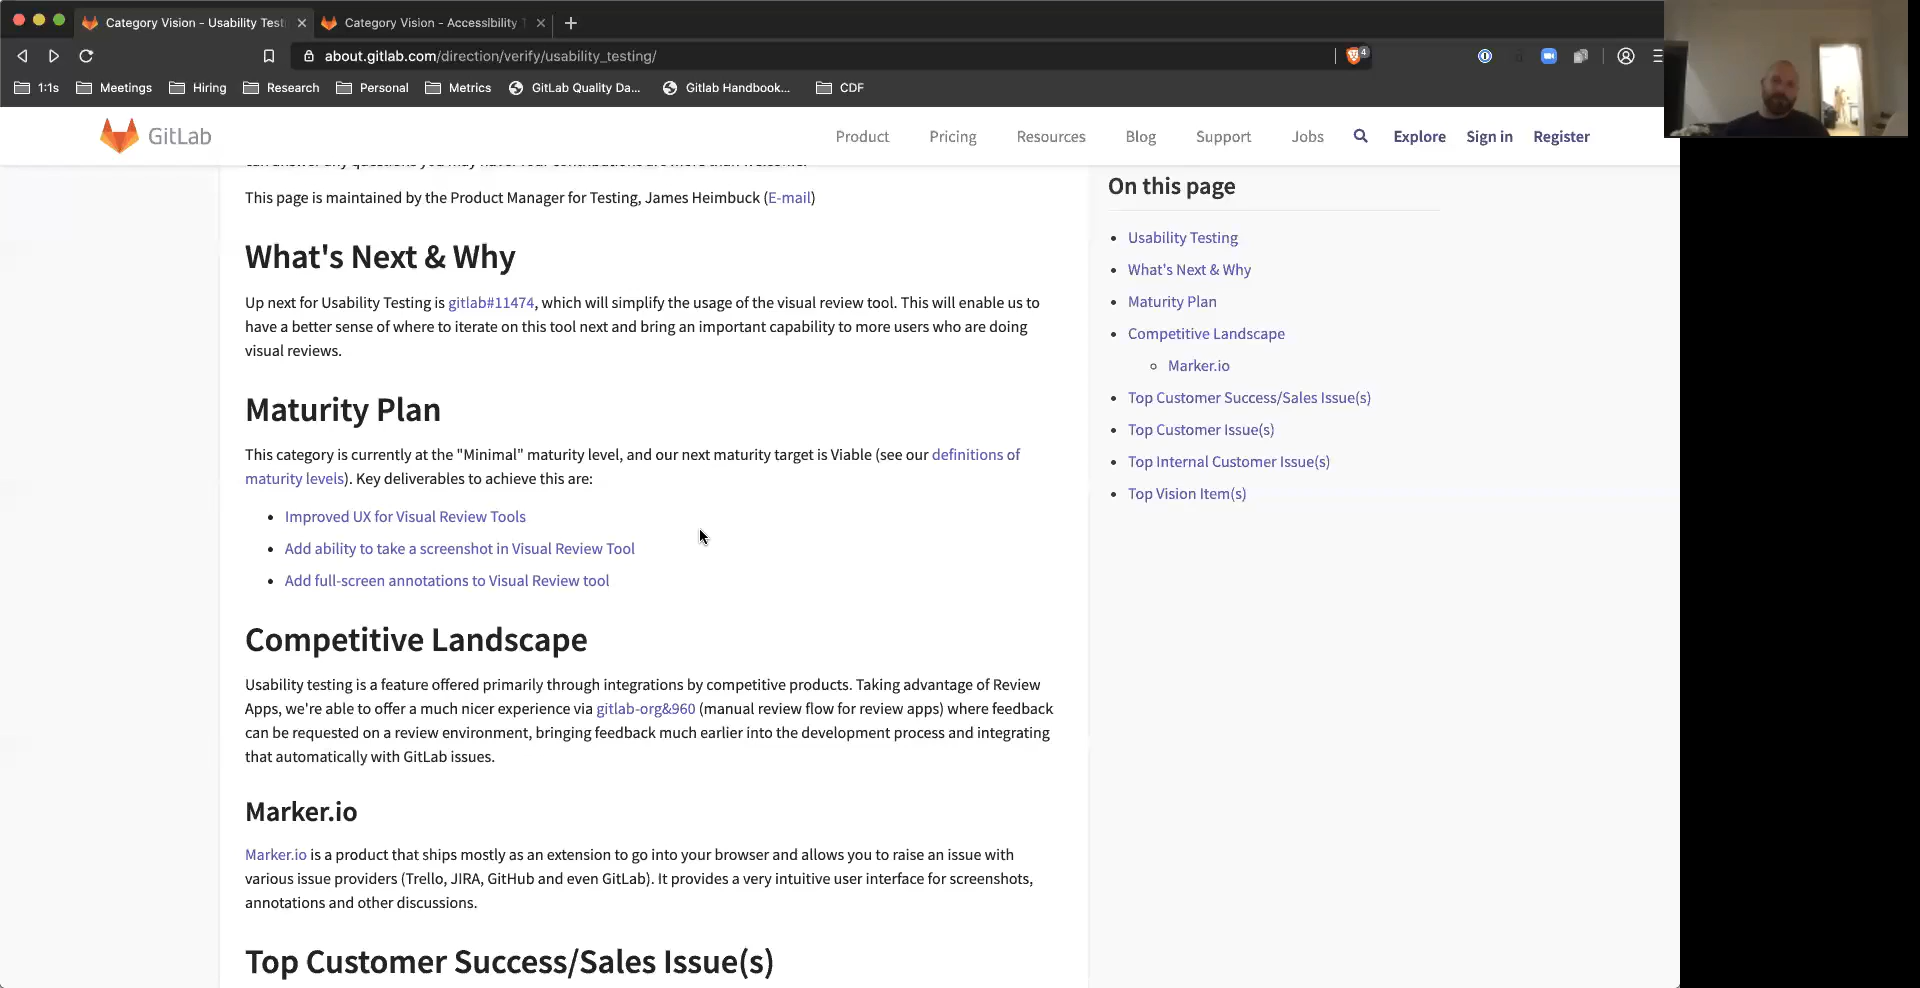 Category Vision - Usability Test
Category Vision - Accessibility T
about.gitlab.com/direction/verify/usability_testing/
4
1:1s
Meetings
Hiring
Research
Personal
Metrics
GitLab Quality Da...
Gitlab Handbook...
CDF
GitLab
Product
Pricing
Resources
Blog
Support
Jobs
Explore
Sign in
Register
can answer any questions you may have. Your contributions are more than welcome.
This page is maintained by the Product Manager for Testing, James Heimbuck (E-mail)
What's Next & Why
Up next for Usability Testing is gitlab#11474, which will simplify the usage of the visual review tool. This will enable us to
have a better sense of where to iterate on this tool next and bring an important capability to more users who are doing
visual reviews.
Maturity Plan
This category is currently at the "Minimal" maturity level, and our next maturity target is Viable (see our definitions of
maturity levels). Key deliverables to achieve this are:
• Improved UX for Visual Review Tools
• Add ability to take a screenshot in Visual Review Tool
• Add full-screen annotations to Visual Review tool
Competitive Landscape
Usability testing is a feature offered primarily through integrations by competitive products. Taking advantage of Review
Apps, we're able to offer a much nicer experience via gitlab-org&960 (manual review flow for review apps) where feedback
can be requested on a review environment, bringing feedback much earlier into the development process and integrating
that automatically with GitLab issues.
Marker.io
Marker.io is a product that ships mostly as an extension to go into your browser and allows you to raise an issue with
various issue providers (Trello, JIRA, GitHub and even GitLab). It provides a very intuitive user interface for screenshots,
annotations and other discussions.
Top Customer Success/Sales Issue(s)
On this page
• Usability Testing
• What's Next & Why
• Maturity Plan
• Competitive Landscape
◦ Marker.io
• Top Customer Success/Sales Issue(s)
• Top Customer Issue(s)
• Top Internal Customer Issue(s)
• Top Vision Item(s)